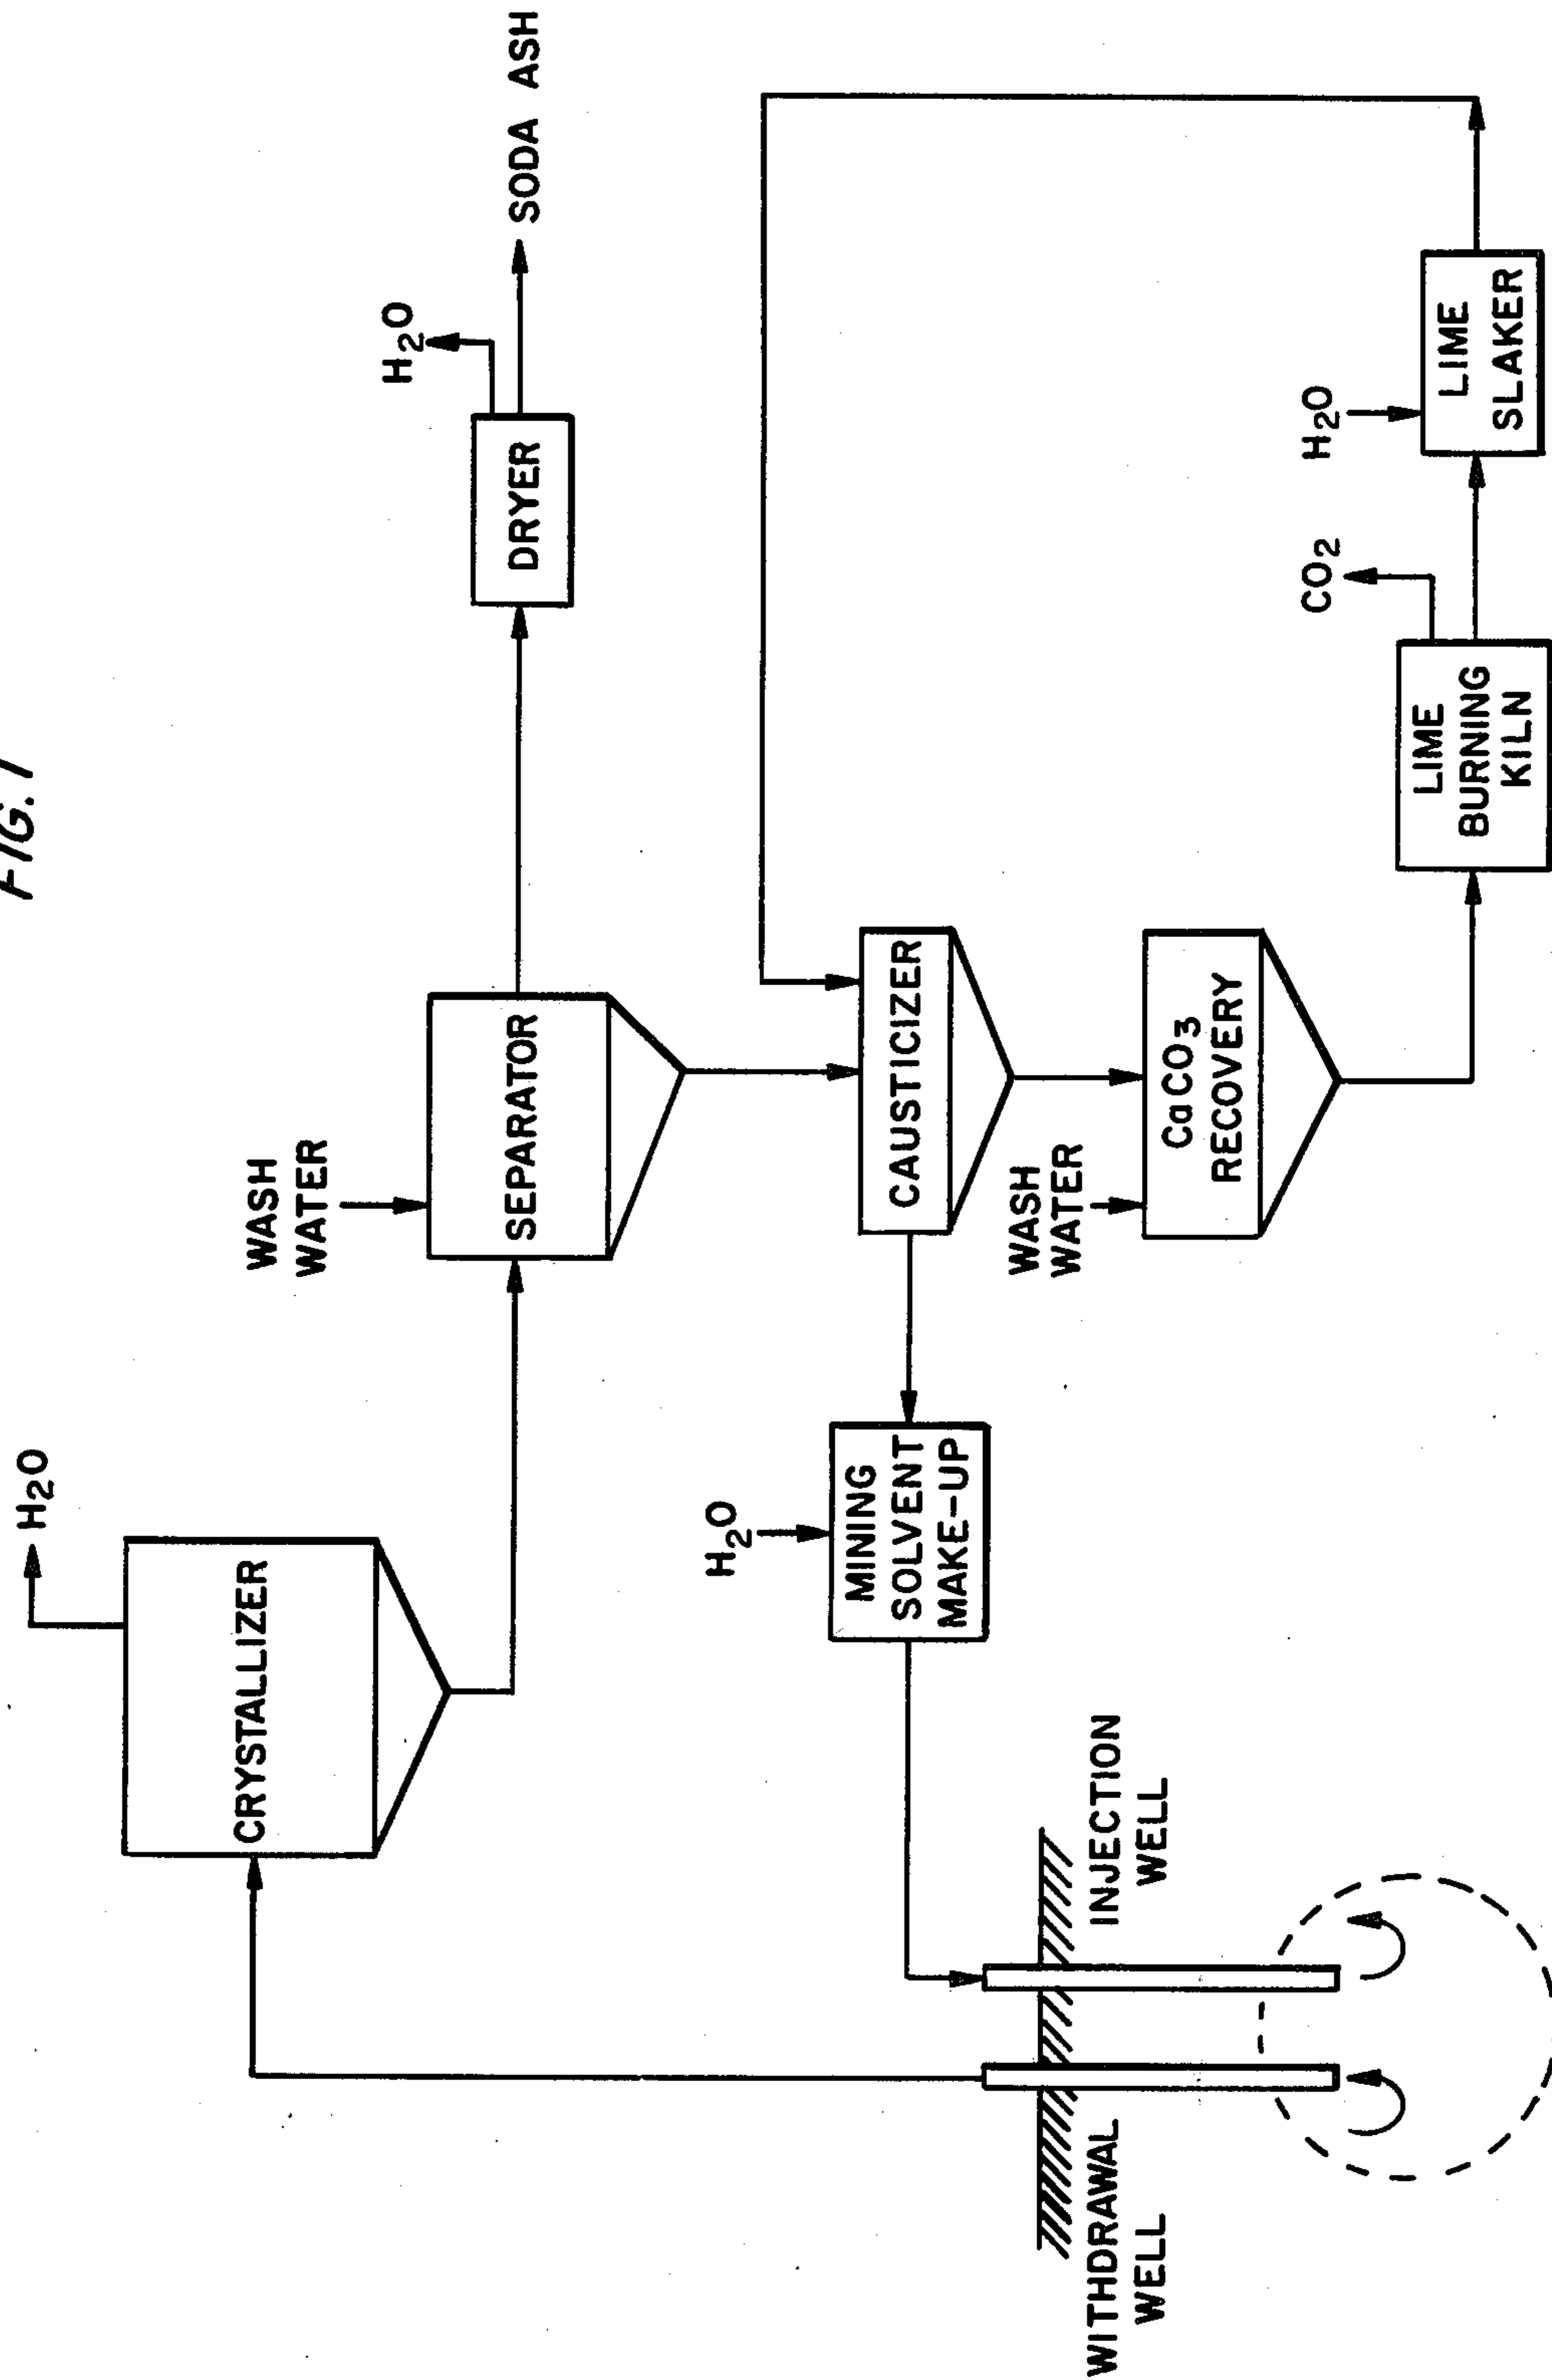 FIG. 1
H2O
CRYSTALLIZER
WASH
WATER
SEPARATOR
H2O
DRYER
SODA ASH
H2O
MINING
SOLVENT
MAKE-UP
CAUSTICIZER
WASH
WATER
CaCO3
RECOVERY
CO2
LIME
BURNING
KILN
H2O
LIME
SLAKER
WITHDRAWAL
WELL
INJECTION
WELL